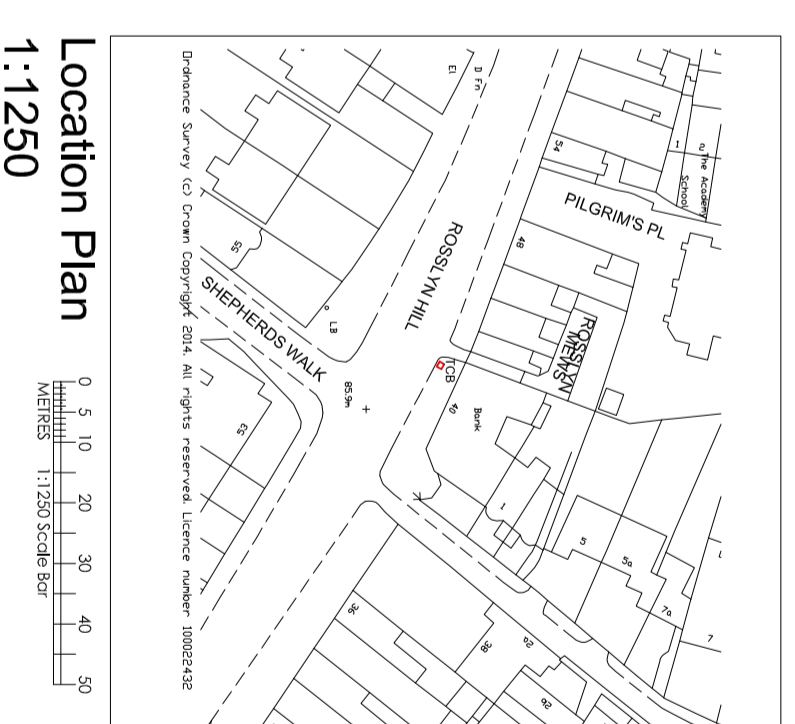 Location Plan
1:1250
Ordnance Survey (c) Crown Copyright 2014. All rights reserved. Licence number 100022432
0 5 10 20 30 40 50
METRES 1:1250 Scale Bar
El
D Fn
54
1
2
The Academy
School
PILGRIM'S PL
48
ROSSLYN HILL
ROSSLYN
MEWS
55
LB
SHEPHERDS WALK
TCB
85.9m
40
Bank
53
1
5
5a
7a
7
36
38
2a
2b